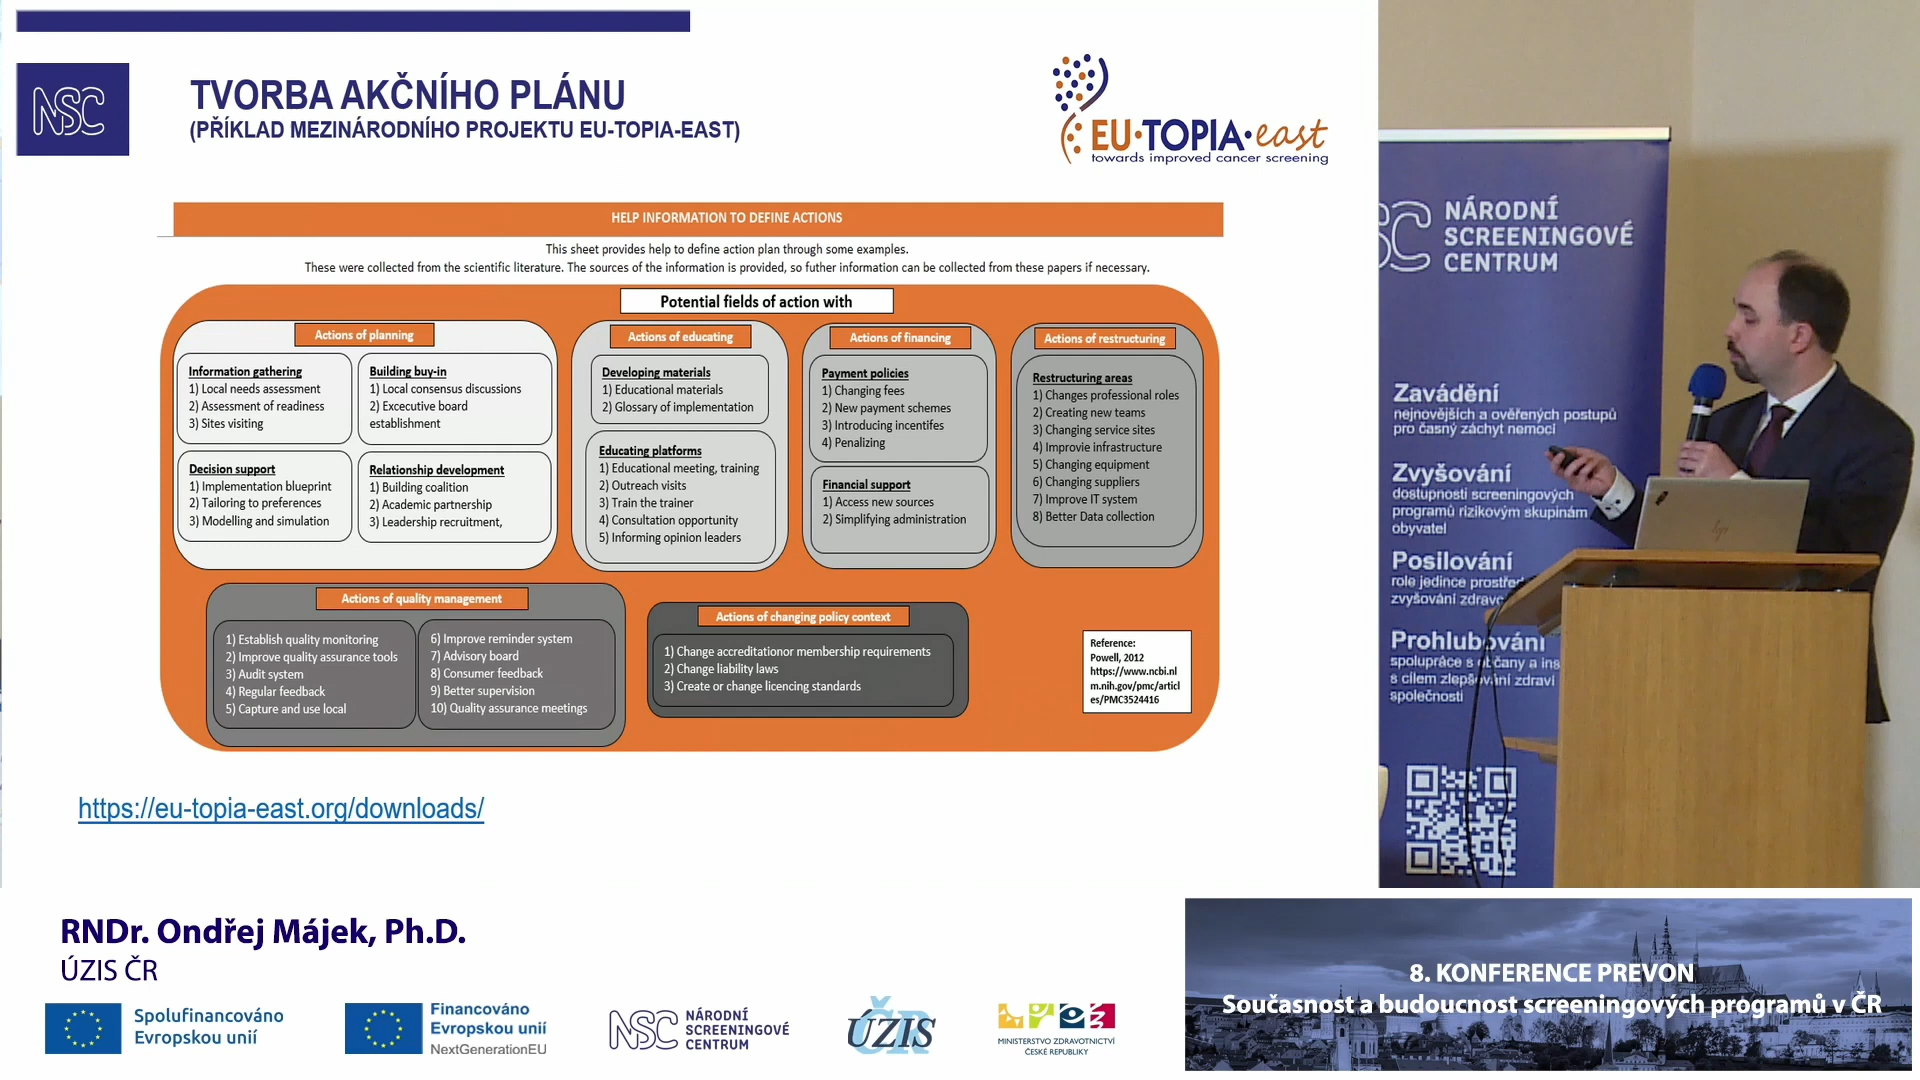 NSC
TVORBA AKČNÍHO PLÁNU
(PŘÍKLAD MEZINÁRODNÍHO PROJEKTU EU-TOPIA-EAST)
EU·TOPIA·east
towards improved cancer screening
HELP INFORMATION TO DEFINE ACTIONS
This sheet provides help to define action plan through some examples.
These were collected from the scientific literature. The sources of the information is provided, so futher information can be collected from these papers if necessary.
Potential fields of action with
Actions of planning
Information gathering
1) Local needs assessment
2) Assessment of readiness
3) Sites visiting
Building buy-in
1) Local consensus discussions
2) Excecutive board
establishment
Decision support
1) Implementation blueprint
2) Tailoring to preferences
3) Modelling and simulation
Relationship development
1) Building coalition
2) Academic partnership
3) Leadership recruitment,
Actions of educating
Developing materials
1) Educational materials
2) Glossary of implementation
Educating platforms
1) Educational meeting, training
2) Outreach visits
3) Train the trainer
4) Consultation opportunity
5) Informing opinion leaders
Actions of financing
Payment policies
1) Changing fees
2) New payment schemes
3) Introducing incentifes
4) Penalizing
Financial support
1) Access new sources
2) Simplifying administration
Actions of restructuring
Restructuring areas
1) Changes professional roles
2) Creating new teams
3) Changing service sites
4) Improvie infrastructure
5) Changing equipment
6) Changing suppliers
7) Improve IT system
8) Better Data collection
Actions of quality management
1) Establish quality monitoring
2) Improve quality assurance tools
3) Audit system
4) Regular feedback
5) Capture and use local
6) Improve reminder system
7) Advisory board
8) Consumer feedback
9) Better supervision
10) Quality assurance meetings
Actions of changing policy context
1) Change accreditationor membership requirements
2) Change liability laws
3) Create or change licencing standards
Reference:
Powell, 2012
https://www.ncbi.nl
m.nih.gov/pmc/articl
es/PMC3524416
https://eu-topia-east.org/downloads/
SC
NÁRODNÍ
SCREENINGOVÉ
CENTRUM
Zavádění
nejnovějších a ověřených postupů
pro časný záchyt nemocí
Zvyšování
dostupnosti screeningových
programů rizikovým skupinám
obyvatel
Posilování
role jedince
zvyšování
Prohlubování
spolupráce s občany a ins
s cílem zlepšování zdraví
společnosti
hp
RNDr. Ondřej Májek, Ph.D.
ÚZIS ČR
Spolufinancováno
Evropskou unií
Financováno
Evropskou unií
NextGenerationEU
NSC
NÁRODNÍ
SCREENINGOVÉ
CENTRUM
ÚZIS
ČR
MINISTERSTVO ZDRAVOTNICTVÍ
ČESKÉ REPUBLIKY
8. KONFERENCE PREVON
Současnost a budoucnost screeningových programů v ČR